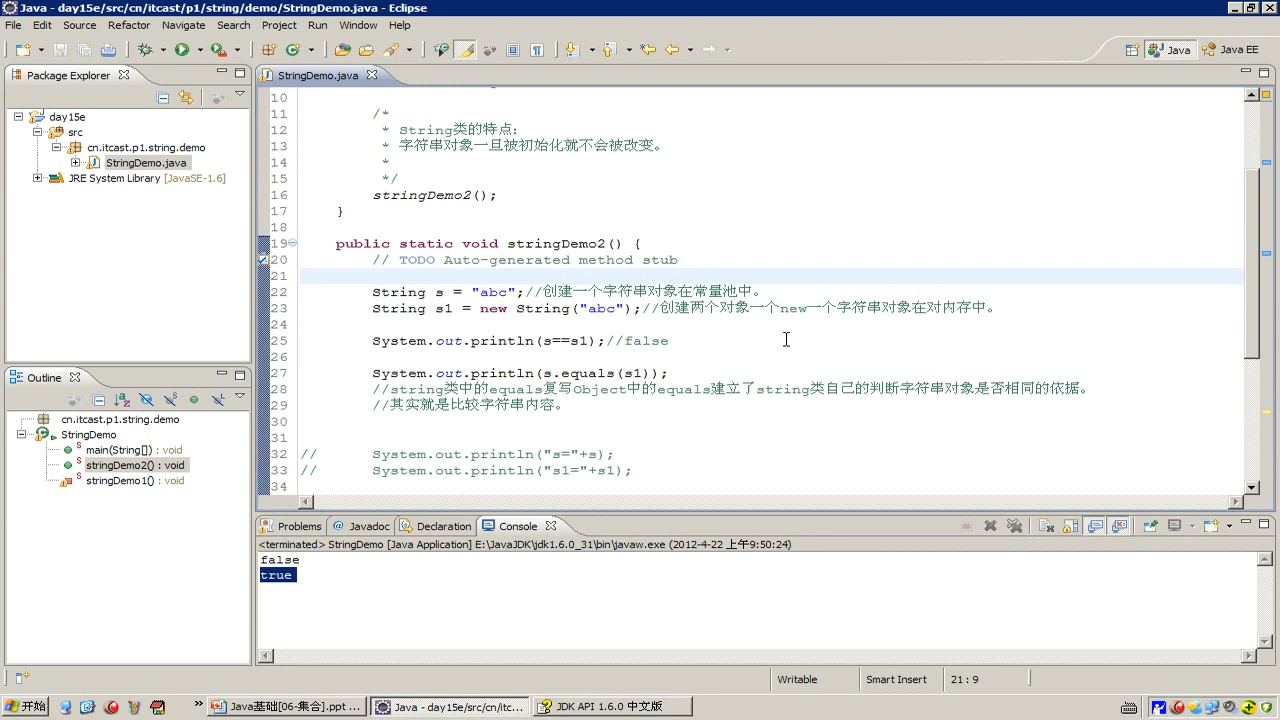 Java - day15e/src/cn/itcast/p1/string/demo/StringDemo.java - Eclipse
File Edit Source Refactor Navigate Search Project Run Window Help
Java Java EE
Package Explorer
day15e
src
cn.itcast.p1.string.demo
StringDemo.java
JRE System Library [JavaSE-1.6]
Outline
cn.itcast.p1.string.demo
StringDemo
main(String[]) : void
stringDemo2() : void
stringDemo1() : void
StringDemo.java
10
11 /*
12 * String类的特点:
13 * 字符串对象一旦被初始化就不会被改变。
14 *
15 */
16 stringDemo2();
17 }
18
19 public static void stringDemo2() {
20 // TODO Auto-generated method stub
21
22 String s = "abc";//创建一个字符串对象在常量池中。
23 String s1 = new String("abc");//创建两个对象一个new一个字符串对象在对内存中。
24
25 System.out.println(s==s1);//false
26
27 System.out.println(s.equals(s1));
28 //string类中的equals复写Object中的equals建立了string类自己的判断字符串对象是否相同的依据。
29 //其实就是比较字符串内容。
30
31
32 // System.out.println("s="+s);
33 // System.out.println("s1="+s1);
34
Problems Javadoc Declaration Console
<terminated> StringDemo [Java Application] E:\JavaJDK\jdk1.6.0_31\bin\javaw.exe (2012-4-22 上午9:50:24)
false
true
Writable Smart Insert 21 : 9
开始 Java基础[06-集合].ppt ... Java - day15e/src/cn/itc... JDK API 1.6.0 中文版